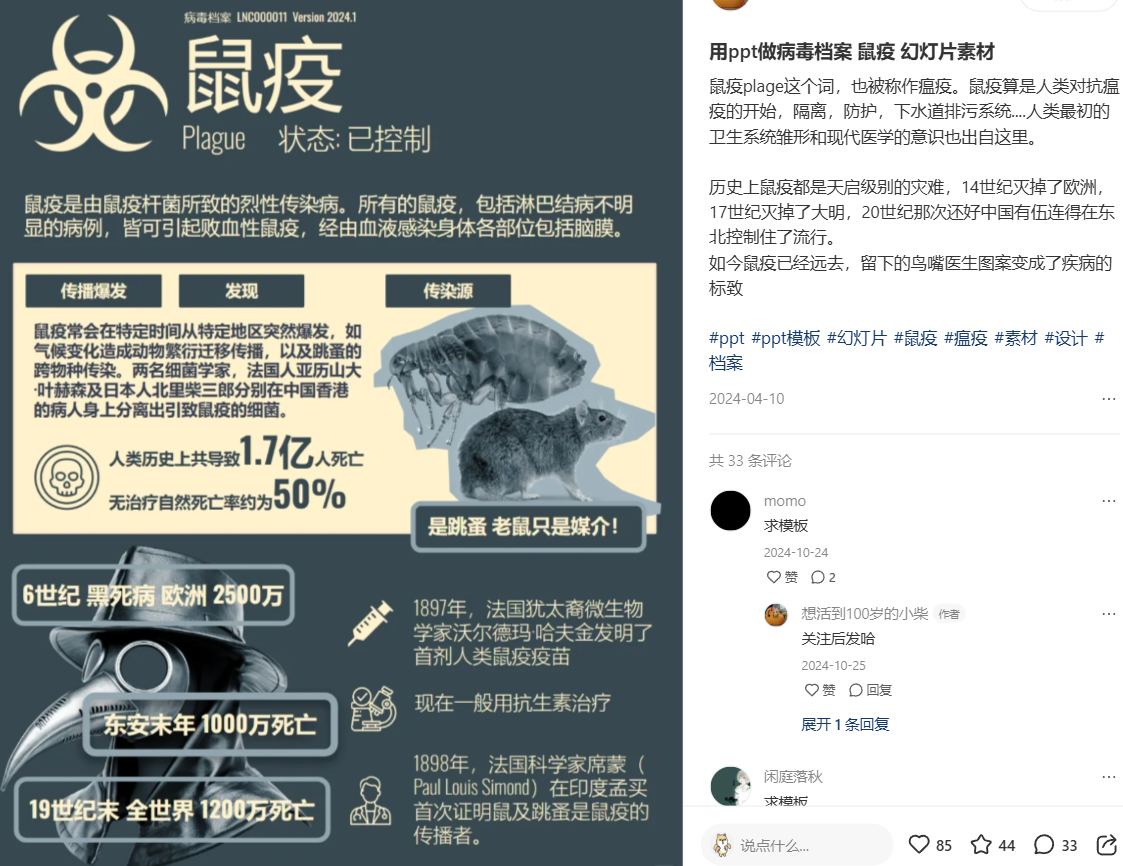 病毒档案 LNC000011 Version 2024.1
鼠疫
Plague 状态: 已控制
鼠疫是由鼠疫杆菌所致的烈性传染病。所有的鼠疫，包括淋巴结病不明
显的病例，皆可引起败血性鼠疫，经由血液感染身体各部位包括脑膜。
传播爆发
发现
传染源
鼠疫常会在特定时间从特定地区突然爆发，如
气候变化造成动物繁衍迁移传播，以及跳蚤的
跨物种传染。两名细菌学家，法国人亚历山大
·叶赫森及日本人北里柴三郎分别在中国香港
的病人身上分离出引致鼠疫的细菌。
人类历史上共导致1.7亿人死亡
无治疗自然死亡率约为50%
是跳蚤 老鼠只是媒介！
6世纪 黑死病 欧洲 2500万
东安末年 1000万死亡
19世纪末 全世界 1200万死亡
1897年，法国犹太裔微生物
学家沃尔德玛·哈夫金发明了
首剂人类鼠疫疫苗
现在一般用抗生素治疗
1898年，法国科学家席蒙（
Paul Louis Simond）在印度孟买
首次证明鼠及跳蚤是鼠疫的
传播者。
用ppt做病毒档案 鼠疫 幻灯片素材
鼠疫plage这个词，也被称作瘟疫。鼠疫算是人类对抗瘟
疫的开始，隔离，防护，下水道排污系统....人类最初的
卫生系统雏形和现代医学的意识也出自这里。
历史上鼠疫都是天启级别的灾难，14世纪灭掉了欧洲，
17世纪灭掉了大明，20世纪那次还好中国有伍连得在东
北控制住了流行。
如今鼠疫已经远去，留下的鸟嘴医生图案变成了疾病的
标致
#ppt #ppt模板 #幻灯片 #鼠疫 #瘟疫 #素材 #设计 #
档案
2024-04-10
共 33 条评论
momo
求模板
2024-10-24
赞 2
想活到100岁的小柴 作者
关注后发哈
2024-10-25
赞 回复
展开 1 条回复
闲庭落秋
求模板
说点什么...
85 44 33